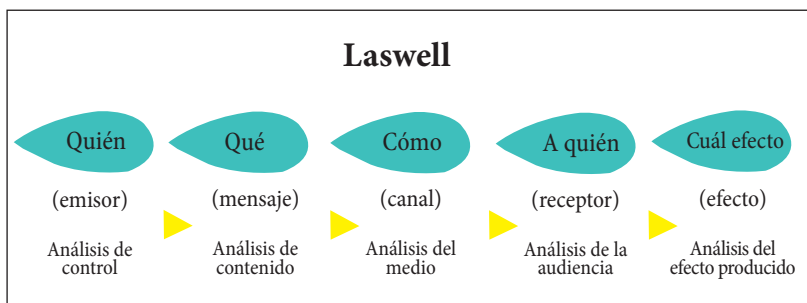 Laswell
Quién Qué Cómo A quién Cuál efecto
(emisor) (mensaje) (canal) (receptor) (efecto)
Análisis de Análisis de Análisis del Análisis de la Análisis del
control contenido medio audiencia efecto producido